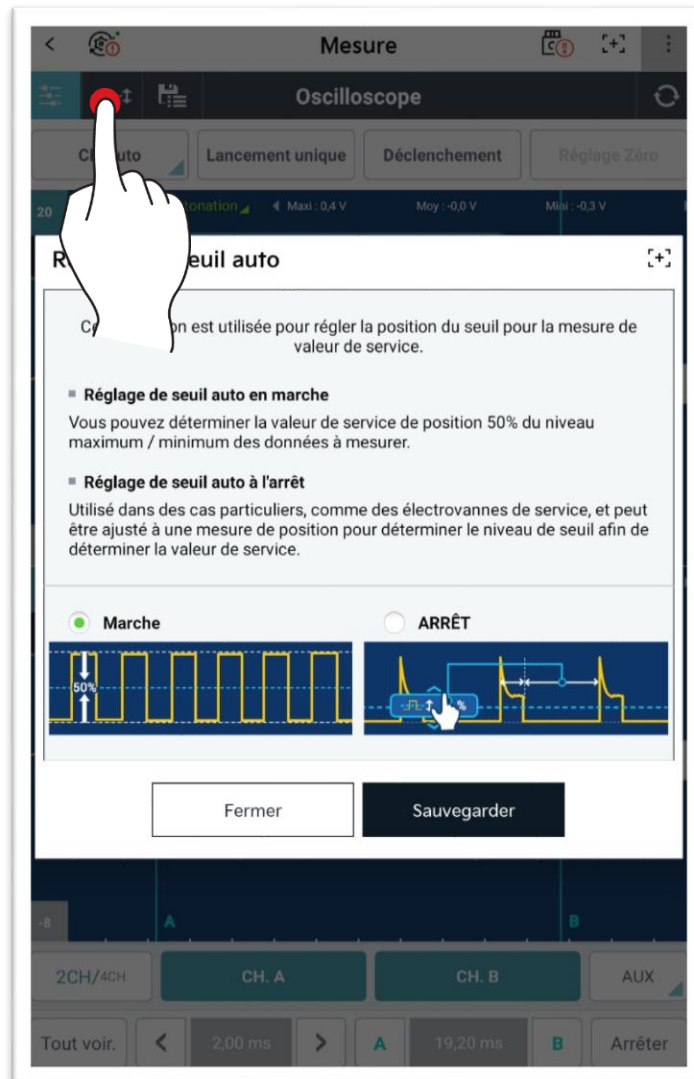 Mesure
Oscilloscope
Lancement unique
Déclenchement
Réglage Zéro
20
Maxi : 0,4 V
Moy : -0,0 V
Mini : -0,3 V
euil auto
est utilisée pour régler la position du seuil pour la mesure de
valeur de service.
Réglage de seuil auto en marche
Vous pouvez déterminer la valeur de service de position 50% du niveau
maximum / minimum des données à mesurer.
Réglage de seuil auto à l'arrêt
Utilisé dans des cas particuliers, comme des électrovannes de service, et peut
être ajusté à une mesure de position pour déterminer le niveau de seuil afin de
déterminer la valeur de service.
Marche
ARRÊT
50%
%
Fermer
Sauvegarder
-8
A
B
2CH/4CH
CH. A
CH. B
AUX
Tout voir.
2,00 ms
A
19,20 ms
B
Arrêter